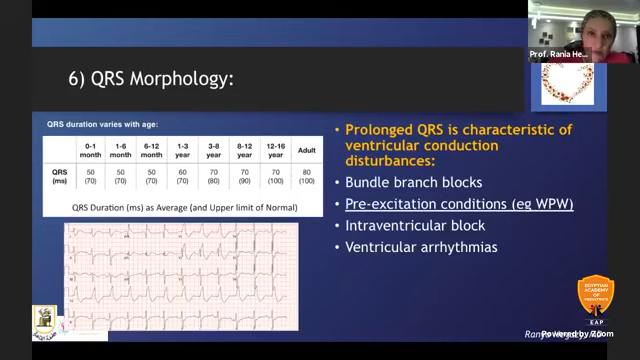 Prof. Rania He...
6) QRS Morphology:
QRS duration varies with age:
0-1 month 1-6 month 6-12 month 1-3 year 3-8 year 8-12 year 12-16 year Adult
QRS (ms) 50 (70) 50 (70) 50 (70) 60 (70) 70 (80) 70 (90) 70 (100) 80 (100)
QRS Duration (ms) as Average (and Upper limit of Normal)
• Prolonged QRS is characteristic of
ventricular conduction
disturbances:
• Bundle branch blocks
• Pre-excitation conditions (eg WPW)
• Intraventricular block
• Ventricular arrhythmias
EGYPTIAN
ACADEMY
EAP
Powered by Zoom